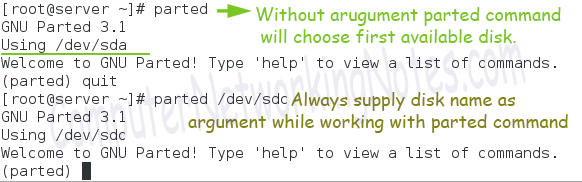 [root@server ~]# parted
Without arugument parted command
GNU Parted 3.1
will choose first available disk.
Using /dev/sda
Welcome to GNU Parted! Type 'help' to view a list of commands.
(parted) quit
[root@server ~]# parted /dev/sdc
Always supply disk name as
GNU Parted 3.1
argument while working with parted command
Using /dev/sdc
Welcome to GNU Parted! Type 'help' to view a list of commands.
(parted)
ComputerNetworkingNotes.com